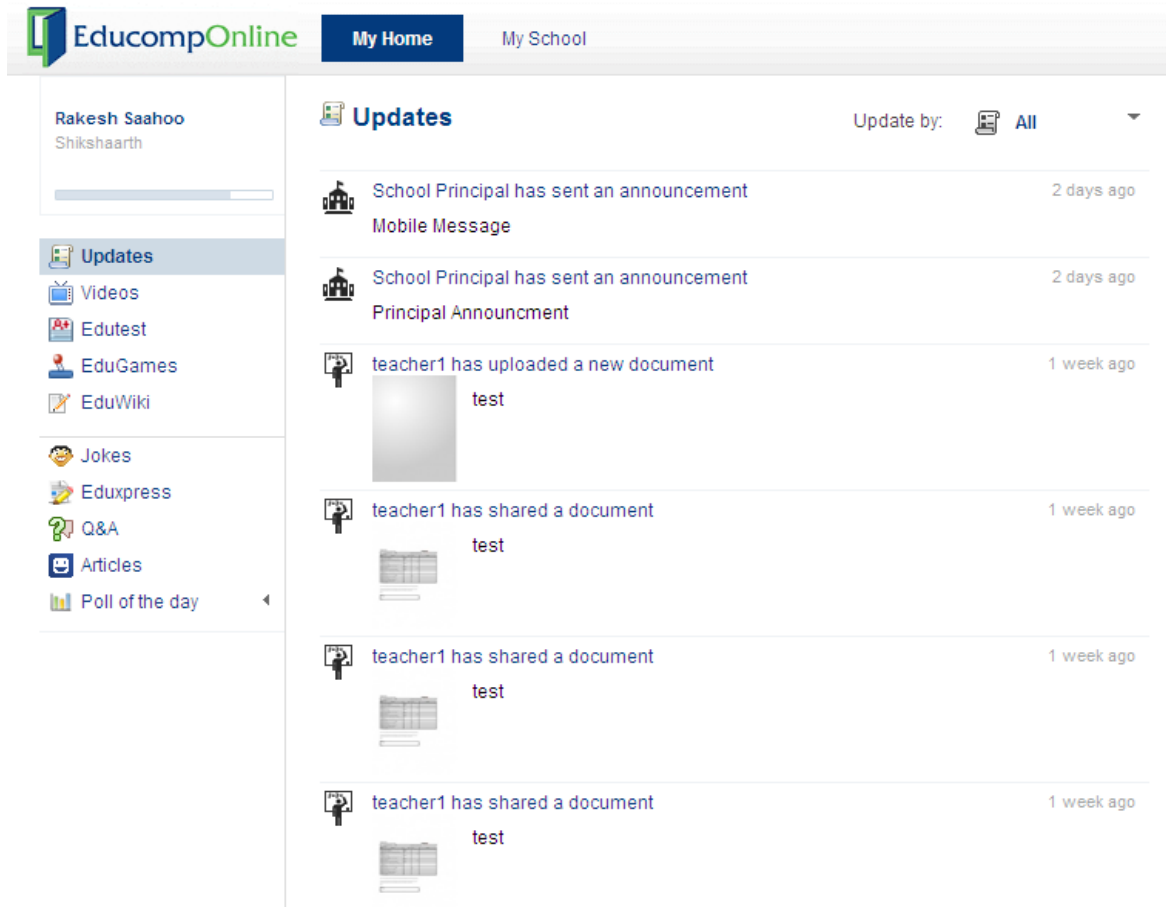 EducompOnline
My Home
My School
Rakesh Saahoo
Shikshaarth
Updates
Videos
Edutest
EduGames
EduWiki
Jokes
Eduxpress
Q&A
Articles
Poll of the day
Updates
Update by:
All
School Principal has sent an announcement
2 days ago
Mobile Message
School Principal has sent an announcement
2 days ago
Principal Announcment
teacher1 has uploaded a new document
1 week ago
test
teacher1 has shared a document
1 week ago
test
teacher1 has shared a document
1 week ago
test
teacher1 has shared a document
1 week ago
test